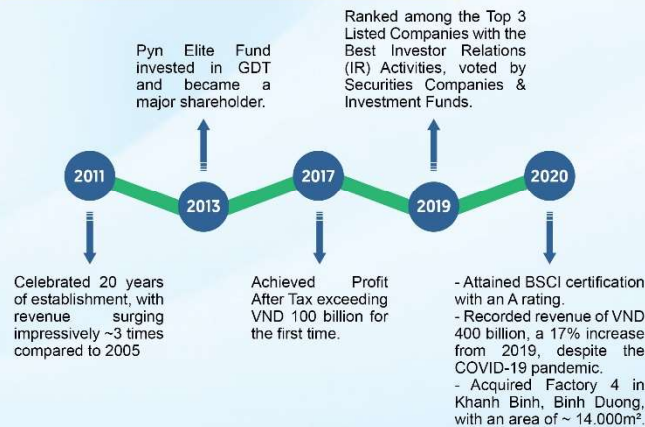 Pyn Elite Fund
invested in GDT
and became a
major shareholder.
Ranked among the Top 3
Listed Companies with the
Best Investor Relations
(IR) Activities, voted by
Securities Companies &
Investment Funds.
2011
2013
2017
2019
2020
Celebrated 20 years
of establishment, with
revenue surging
impressively ~3 times
compared to 2005
Achieved Profit
After Tax exceeding
VND 100 billion for
the first time.
- Attained BSCI certification
with an A rating.
- Recorded revenue of VND
400 billion, a 17% increase
from 2019, despite the
COVID-19 pandemic.
- Acquired Factory 4 in
Khanh Binh, Binh Duong,
with an area of ~ 14.000m².